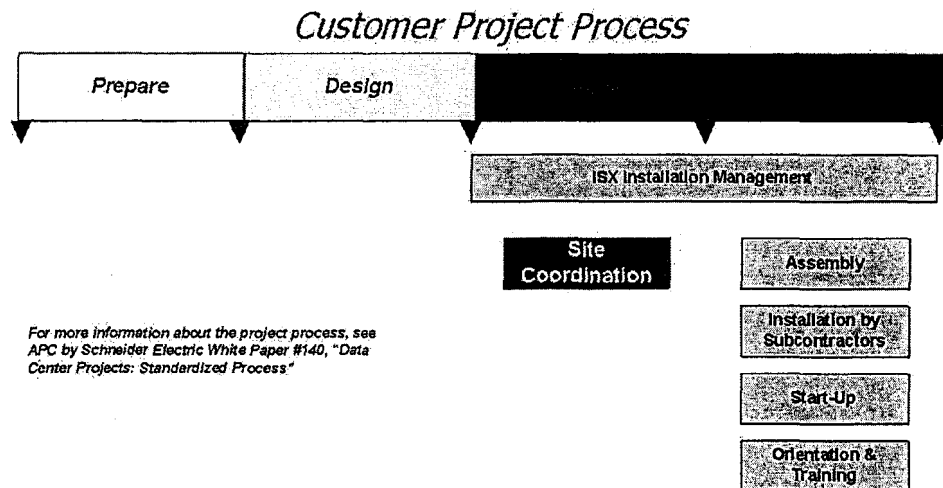 Customer Project Process
Prepare
Design
ISX Installation Management
Site
Coordination
Assembly
Installation by
Subcontractors
Start-Up
Orientation &
Training
For more information about the project process, see
APC by Schneider Electric White Paper #140, "Data
Center Projects: Standardized Process"